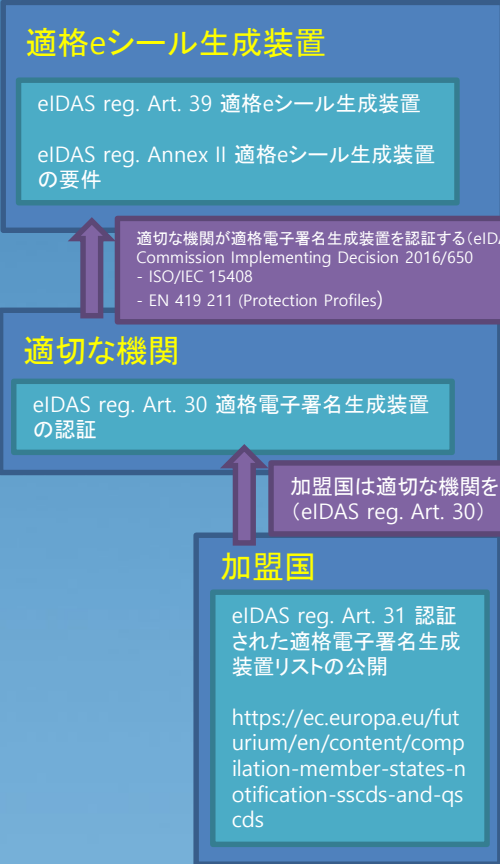 適格eシール生成装置
eIDAS reg. Art. 39 適格eシール生成装置
eIDAS reg. Annex II 適格eシール生成装置
の要件
適切な機関が適格電子署名生成装置を認証する(eIDA
Commission Implementing Decision 2016/650
- ISO/IEC 15408
- EN 419 211 (Protection Profiles)
適切な機関
eIDAS reg. Art. 30 適格電子署名生成装置
の認証
加盟国は適切な機関を
(eIDAS reg. Art. 30)
加盟国
eIDAS reg. Art. 31 認証
された適格電子署名生成
装置リストの公開
https://ec.europa.eu/fut
urium/en/content/comp
ilation-member-states-n
otification-sscds-and-qs
cds